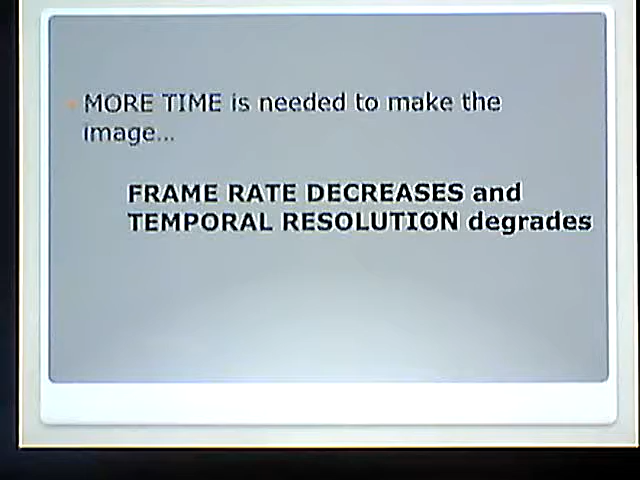 MORE TIME is needed to make the
image...
FRAME RATE DECREASES and
TEMPORAL RESOLUTION degrades